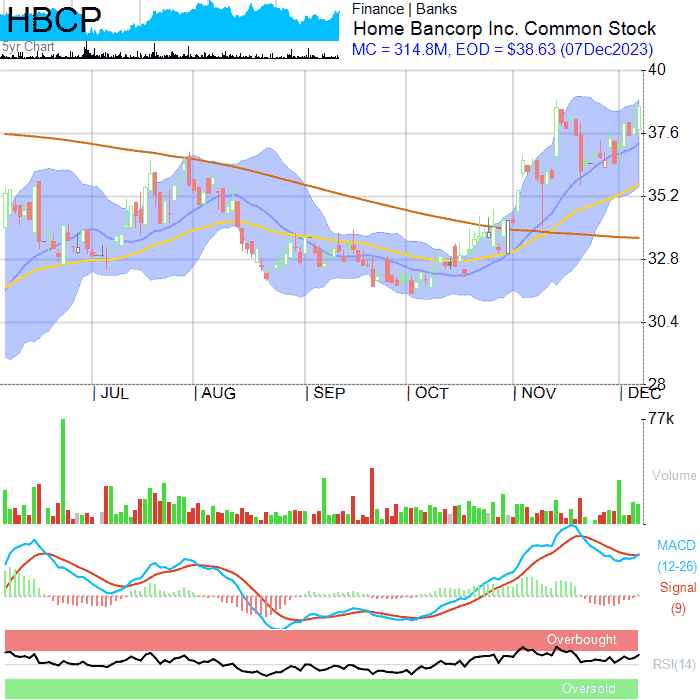 HBCP
5yr Chart
Finance | Banks
Home Bancorp Inc. Common Stock
MC = 314.8M, EOD = $38.63 (07Dec2023)
40
37.6
35.2
32.8
30.4
28
JUL AUG SEP OCT NOV DEC
77k
Volume
MACD
(12-26)
Signal
(9)
Overbought
RSI(14)
Oversold